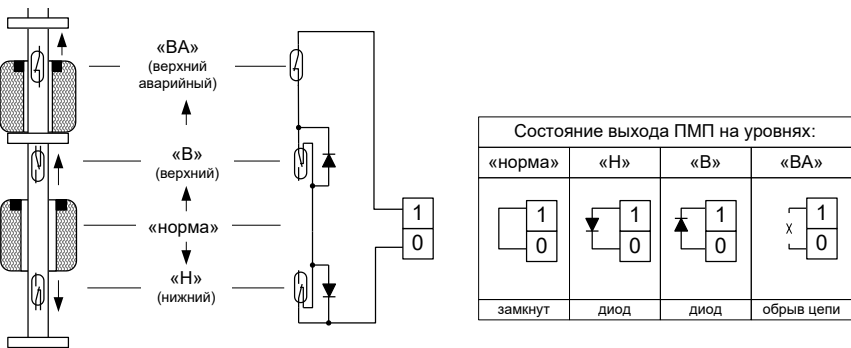 «ВА»
(верхний
аварийный)
«В»
(верхний)
«норма»
«Н»
(нижний)
1
0
Состояние выхода ПМП на уровнях:
«норма» «Н» «В» «ВА»
1 1 1 1
0 0 0 0
замкнут диод диод обрыв цепи